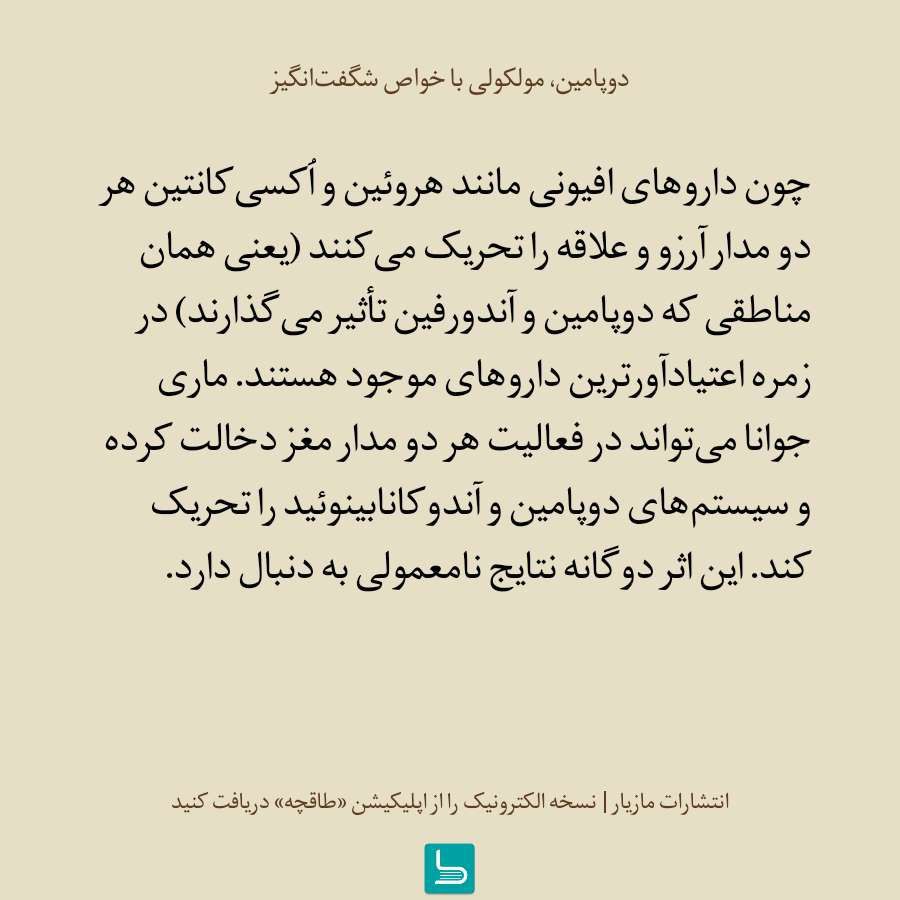 دوپامین، مولکولی با خواص شگفت‌انگیز
چون داروهای افیونی مانند هروئین و اُکسی‌کانتین هر
دو مدار آرزو و علاقه را تحریک می‌کنند (یعنی همان
مناطقی که دوپامین و آندورفین تأثیر می‌گذارند) در
زمره اعتیادآورترین داروهای موجود هستند. ماری
جوانا می‌تواند در فعالیت هر دو مدار مغز دخالت کرده
و سیستم‌های دوپامین و آندوکانابینوئید را تحریک
کند. این اثر دوگانه نتایج نامعمولی به دنبال دارد.
انتشارات مازیار | نسخه الکترونیک را از اپلیکیشن «طاقچه» دریافت کنید